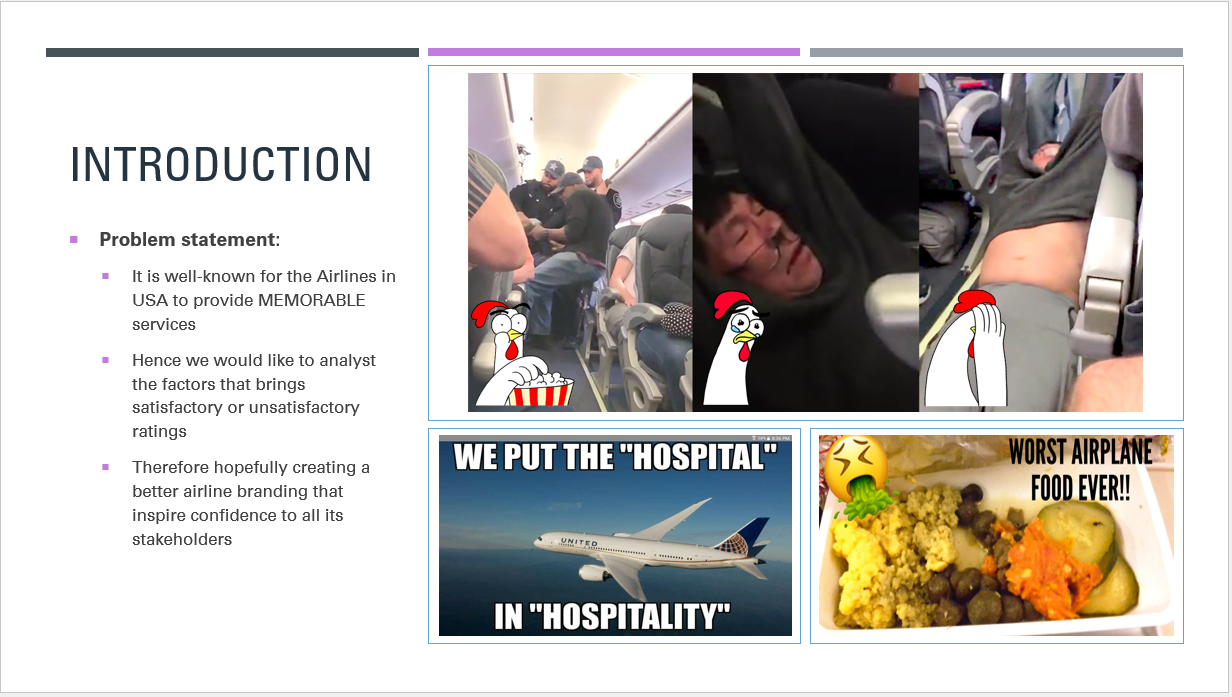 INTRODUCTION
Problem statement:
It is well-known for the Airlines in
USA to provide MEMORABLE
services
Hence we would like to analyst
the factors that brings
satisfactory or unsatisfactory
ratings
Therefore hopefully creating a
better airline branding that
inspire confidence to all its
stakeholders
WE PUT THE "HOSPITAL"
UNITED
IN "HOSPITALITY"
WORST AIRPLANE
FOOD EVER!!